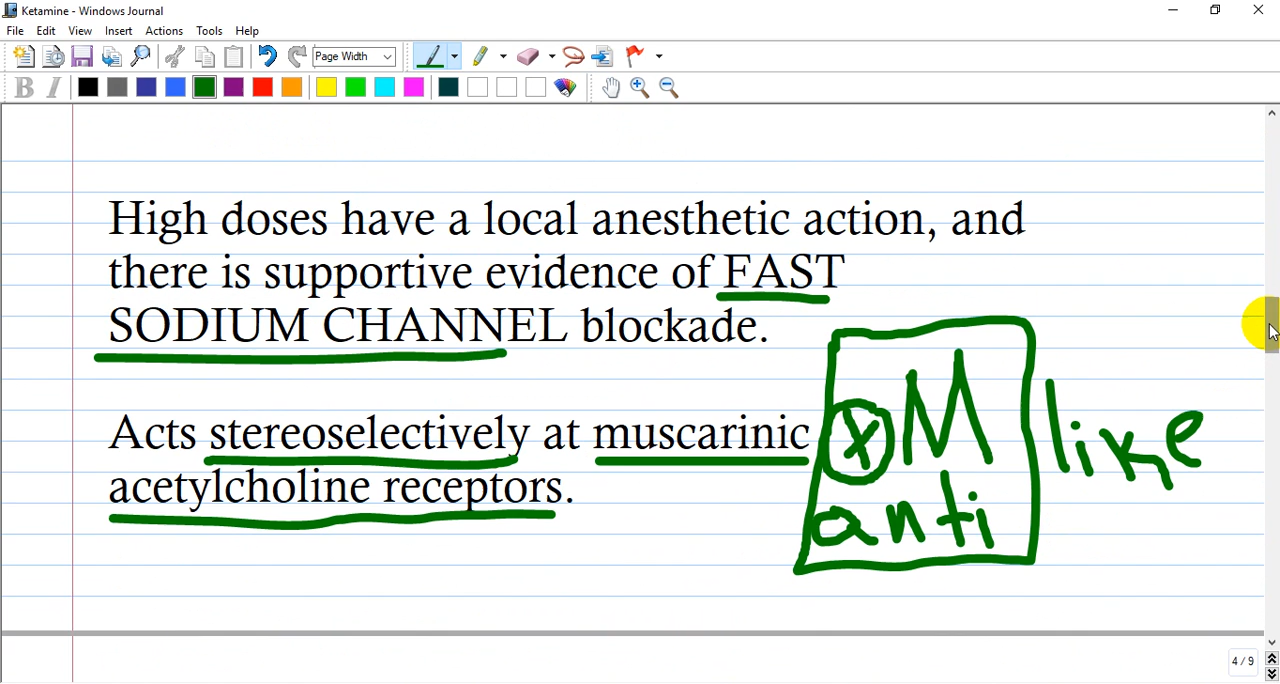 Ketamine - Windows Journal
File Edit View Insert Actions Tools Help
Page Width
B I
High doses have a local anesthetic action, and
there is supportive evidence of FAST
SODIUM CHANNEL blockade.
Acts stereoselectively at muscarinic
acetylcholine receptors.
x M like
anti
4 / 9